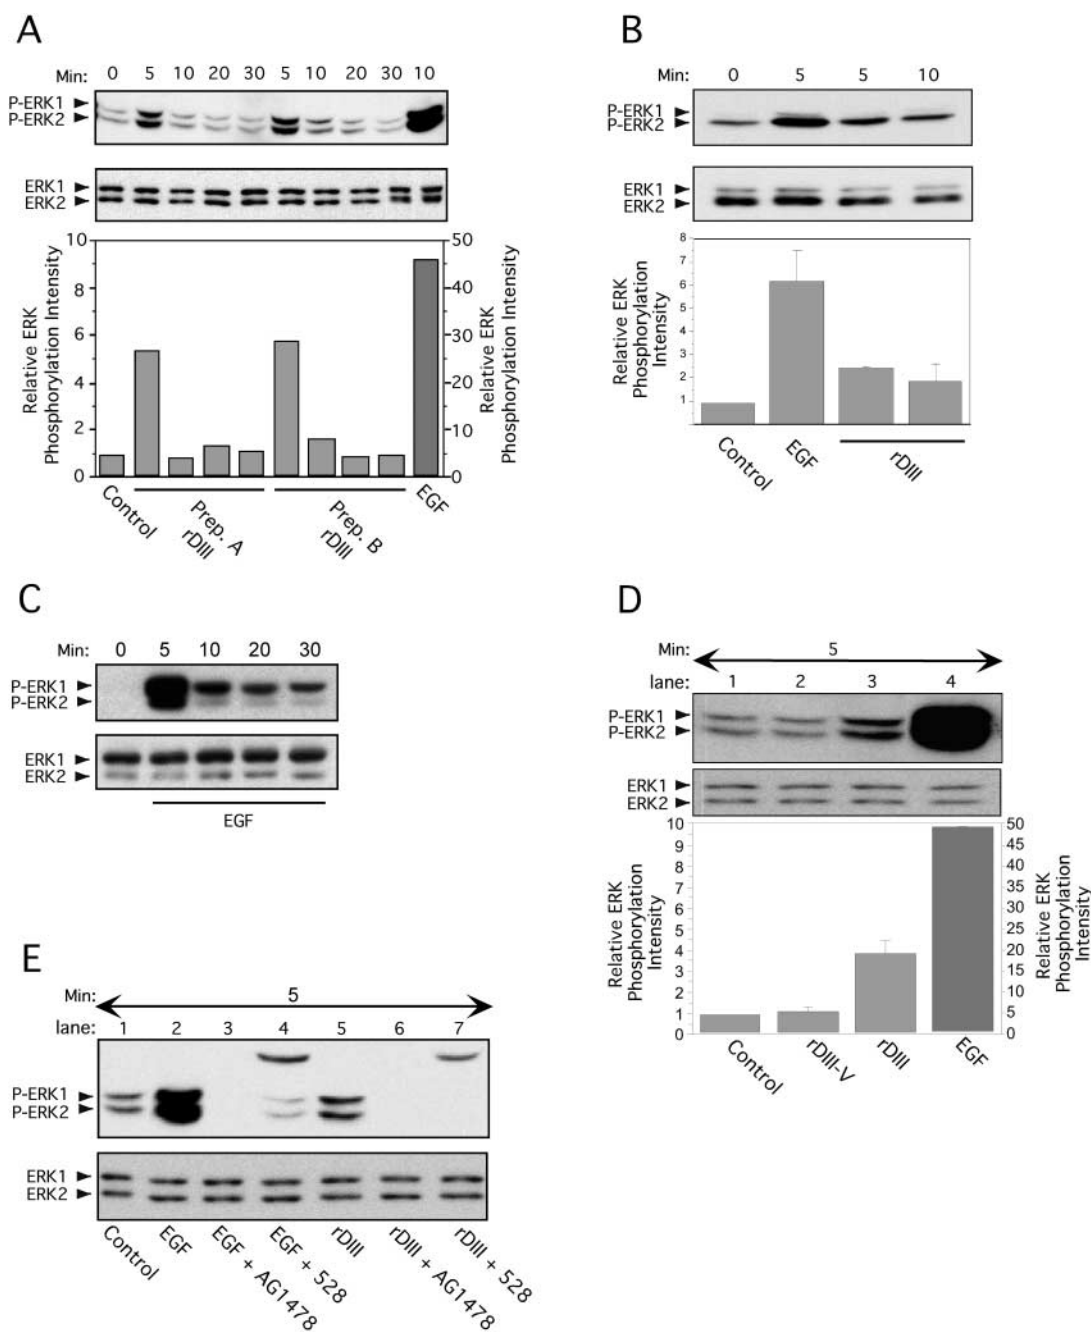 A
Min: 0 5 10 20 30 5 10 20 30 10
P-ERK1
P-ERK2
ERK1
ERK2
Relative ERK
Phosphorylation Intensity
10
8
6
4
2
0
50
40
30
20
10
0
Relative ERK
Phosphorylation Intensity
Control
Prep. A
rDIII
Prep. B
rDIII
EGF
B
Min: 0 5 5 10
P-ERK1
P-ERK2
ERK1
ERK2
Relative ERK
Phosphorylation
Intensity
8
7
6
5
4
3
2
1
Control
EGF
rDIII
C
Min: 0 5 10 20 30
P-ERK1
P-ERK2
ERK1
ERK2
EGF
D
Min: 5
lane: 1 2 3 4
P-ERK1
P-ERK2
ERK1
ERK2
Relative ERK
Phosphorylation
Intensity
10
9
8
7
6
5
4
3
2
1
0
50
45
40
35
30
25
20
15
10
5
0
Relative ERK
Phosphorylation
Intensity
Control
rDIII-V
rDIII
EGF
E
Min: 5
lane: 1 2 3 4 5 6 7
P-ERK1
P-ERK2
ERK1
ERK2
Control
EGF
EGF + AG1478
EGF + 528
rDIII
rDIII + AG1478
rDIII + 528